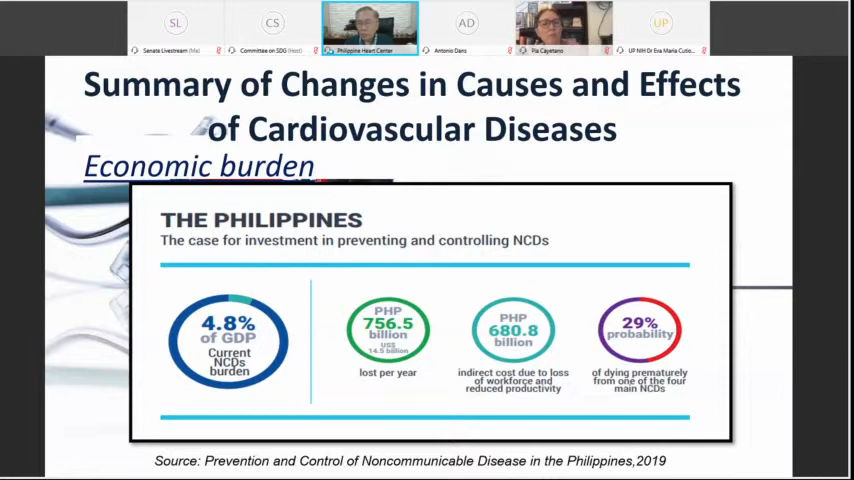 SL
CS
AD
UP
Senate Livestream (Me)
Committee on SDG (Host)
Philippine Heart Center
Antonio Dans
Pia Cayetano
UP NIH Dr Eva Maria Cutio...
Summary of Changes in Causes and Effects
of Cardiovascular Diseases
Economic burden
THE PHILIPPINES
The case for investment in preventing and controlling NCDs
4.8%
of GDP
Current
NCDs
burden
PHP
756.5
billion
US$
14.5 billion
lost per year
PHP
680.8
billion
indirect cost due to loss
of workforce and
reduced productivity
29%
probability
of dying prematurely
from one of the four
main NCDs
Source: Prevention and Control of Noncommunicable Disease in the Philippines,2019